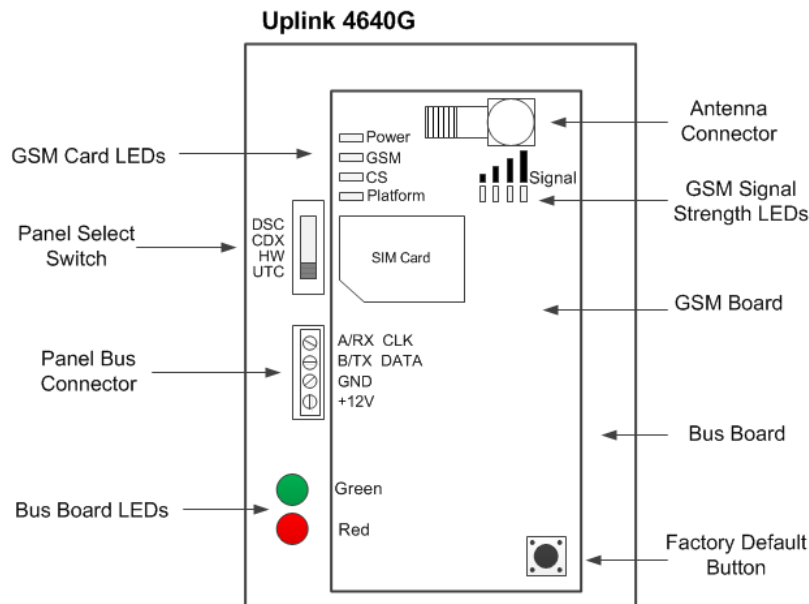 Uplink 4640G
GSM Card LEDs
Panel Select
Switch
Panel Bus
Connector
Bus Board LEDs
Power
GSM
CS
Platform
Signal
DSC
CDX
HW
UTC
SIM Card
A/RX CLK
B/TX DATA
GND
+12V
Green
Red
Antenna
Connector
GSM Signal
Strength LEDs
GSM Board
Bus Board
Factory Default
Button